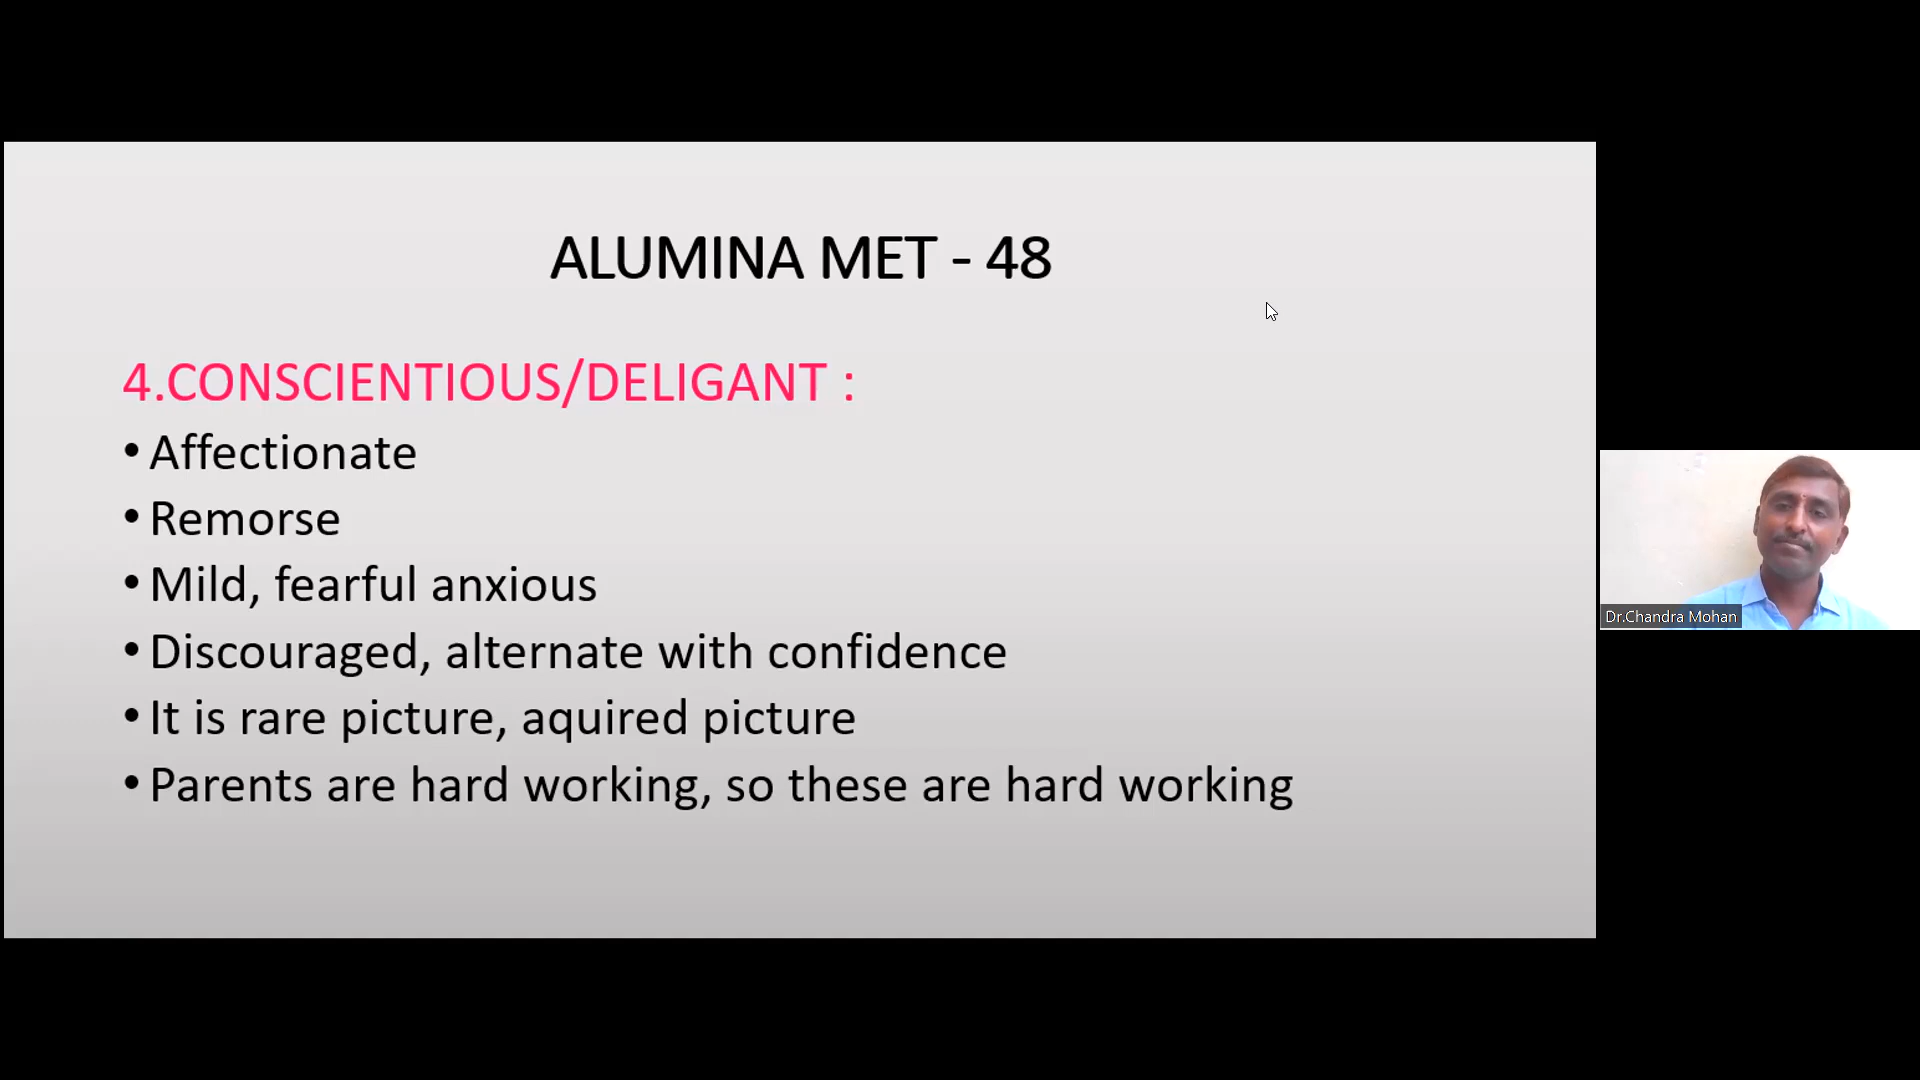 ALUMINA MET - 48
4.CONSCIENTIOUS/DELIGANT :
• Affectionate
• Remorse
• Mild, fearful anxious
• Discouraged, alternate with confidence
• It is rare picture, aquired picture
• Parents are hard working, so these are hard working
Dr.Chandra Mohan